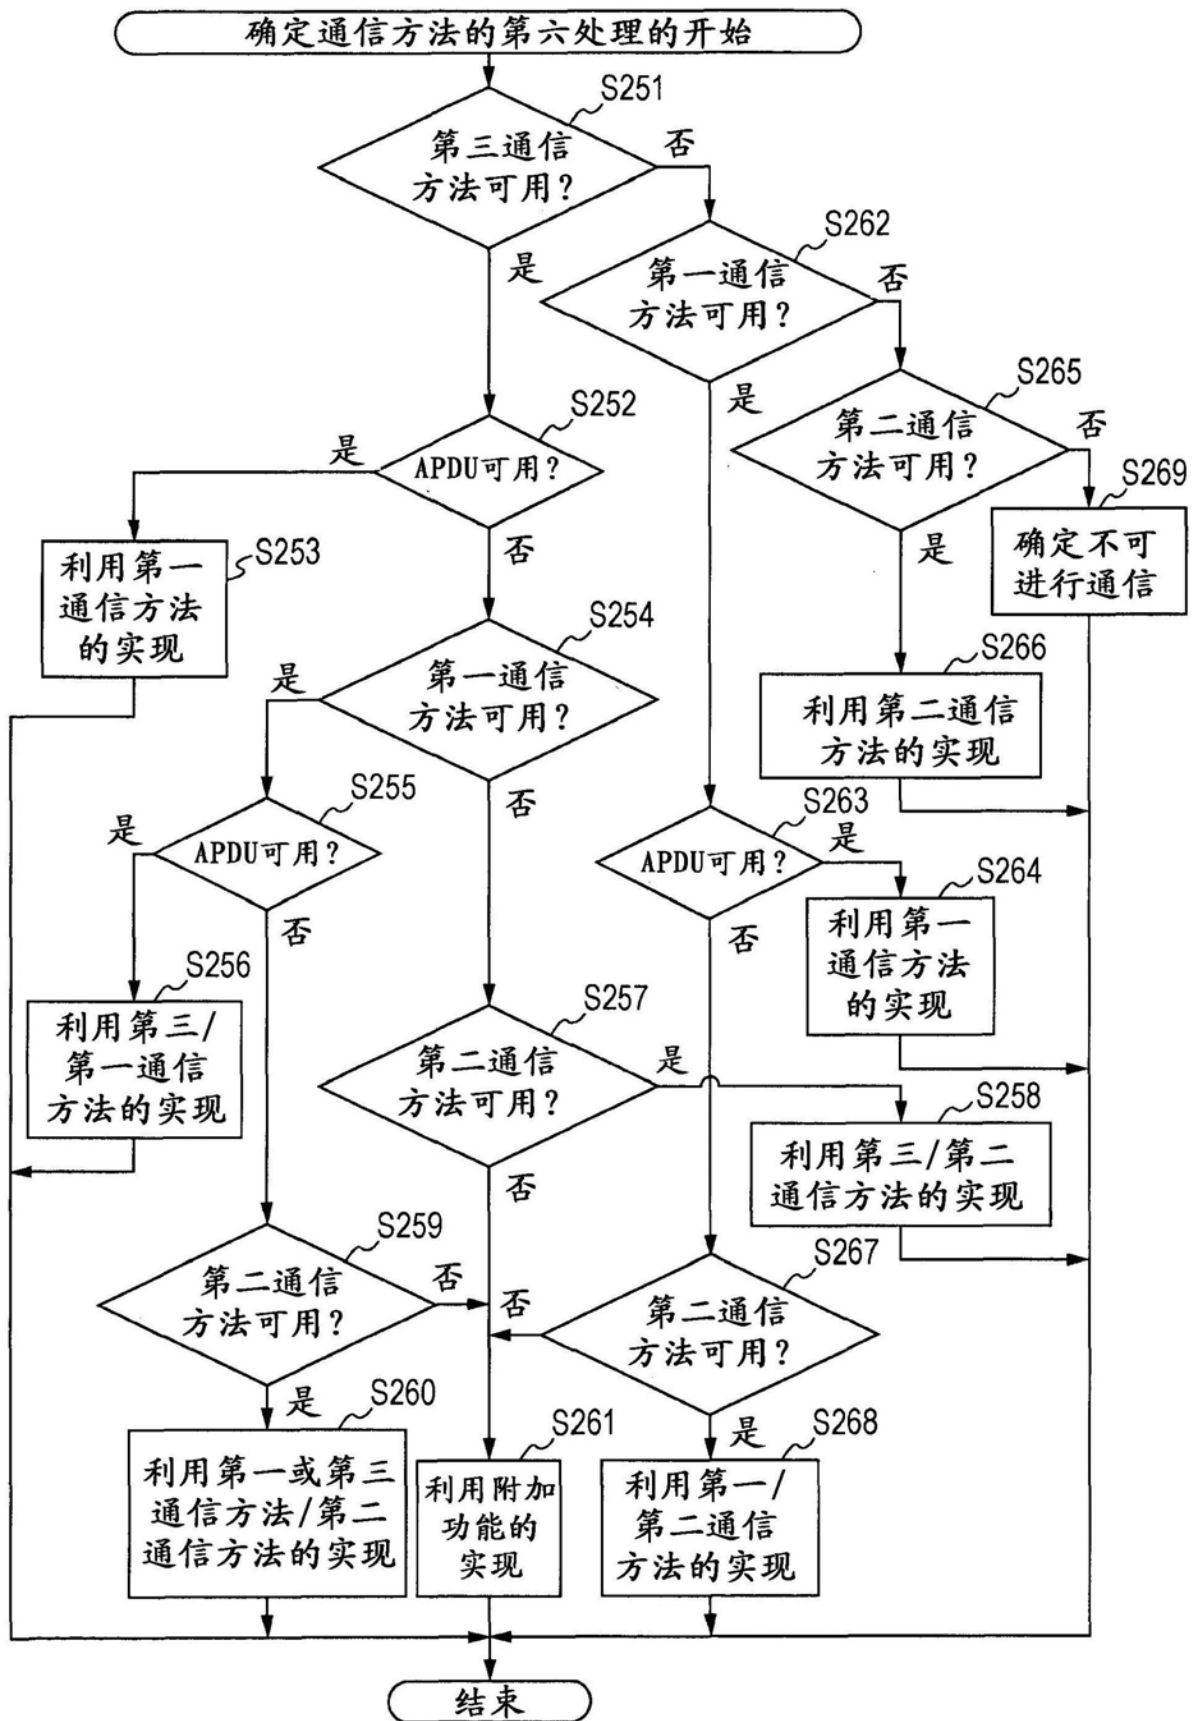 确定通信方法的第六处理的开始
S251
第三通信
方法可用?
否
是
S262
第一通信
方法可用?
否
是
S265
第二通信
方法可用?
否
是
S269
确定不可
进行通信
S252
APDU可用?
是
否
S253
利用第一
通信方法
的实现
S254
第一通信
方法可用?
是
否
S266
利用第二通信
方法的实现
S255
APDU可用?
是
否
S263
APDU可用?
是
否
S264
利用第一
通信方法
的实现
S256
利用第三/
第一通信
方法的实现
S257
第二通信
方法可用?
是
否
S258
利用第三/第二
通信方法的实现
S259
第二通信
方法可用?
否
是
S267
第二通信
方法可用?
否
是
S260
利用第一或第三
通信方法/第二
通信方法的实现
S261
利用附加
功能的
实现
S268
利用第一/
第二通信
方法的实现
结束